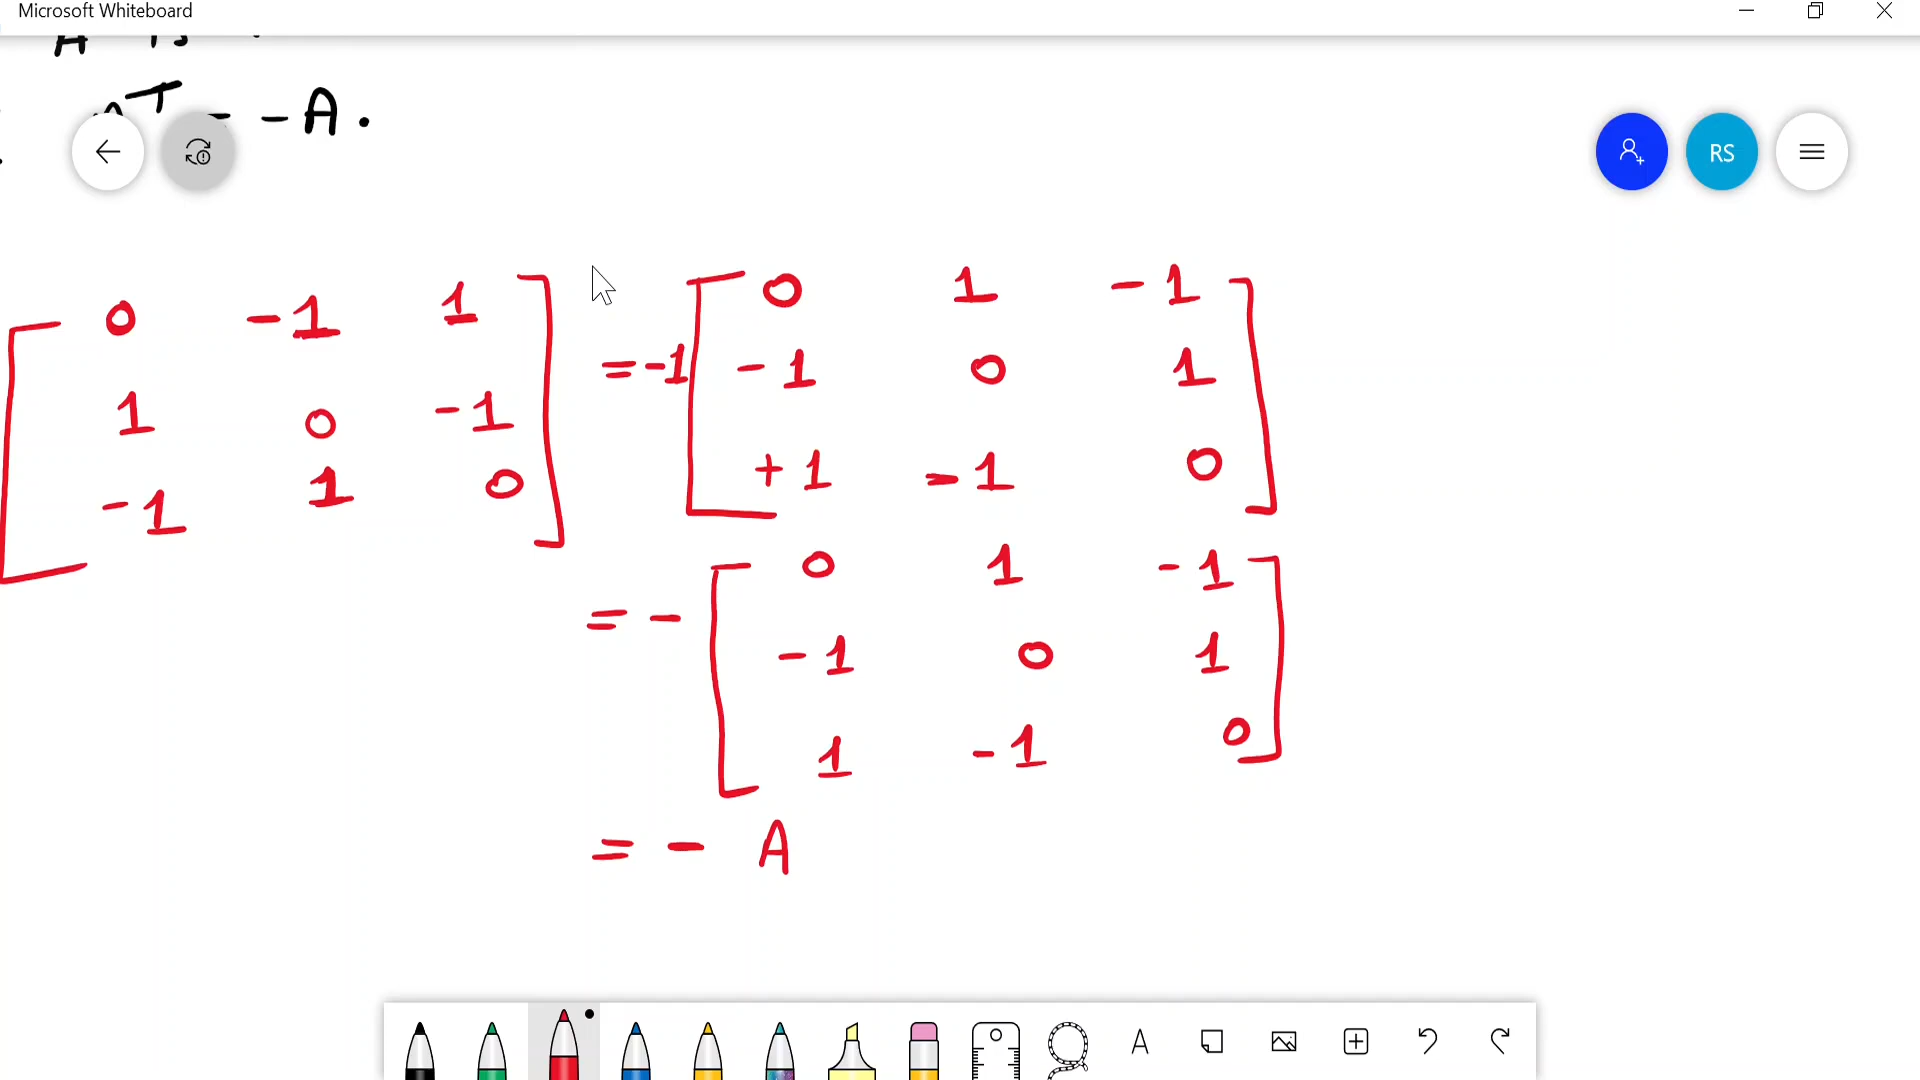 Microsoft Whiteboard
A is
T = -A.
RS
0 -1 1
1 0 -1
-1 1 0
= -1
0 1 -1
-1 0 1
+1 -1 0
= -
0 1 -1
-1 0 1
1 -1 0
= - A
A